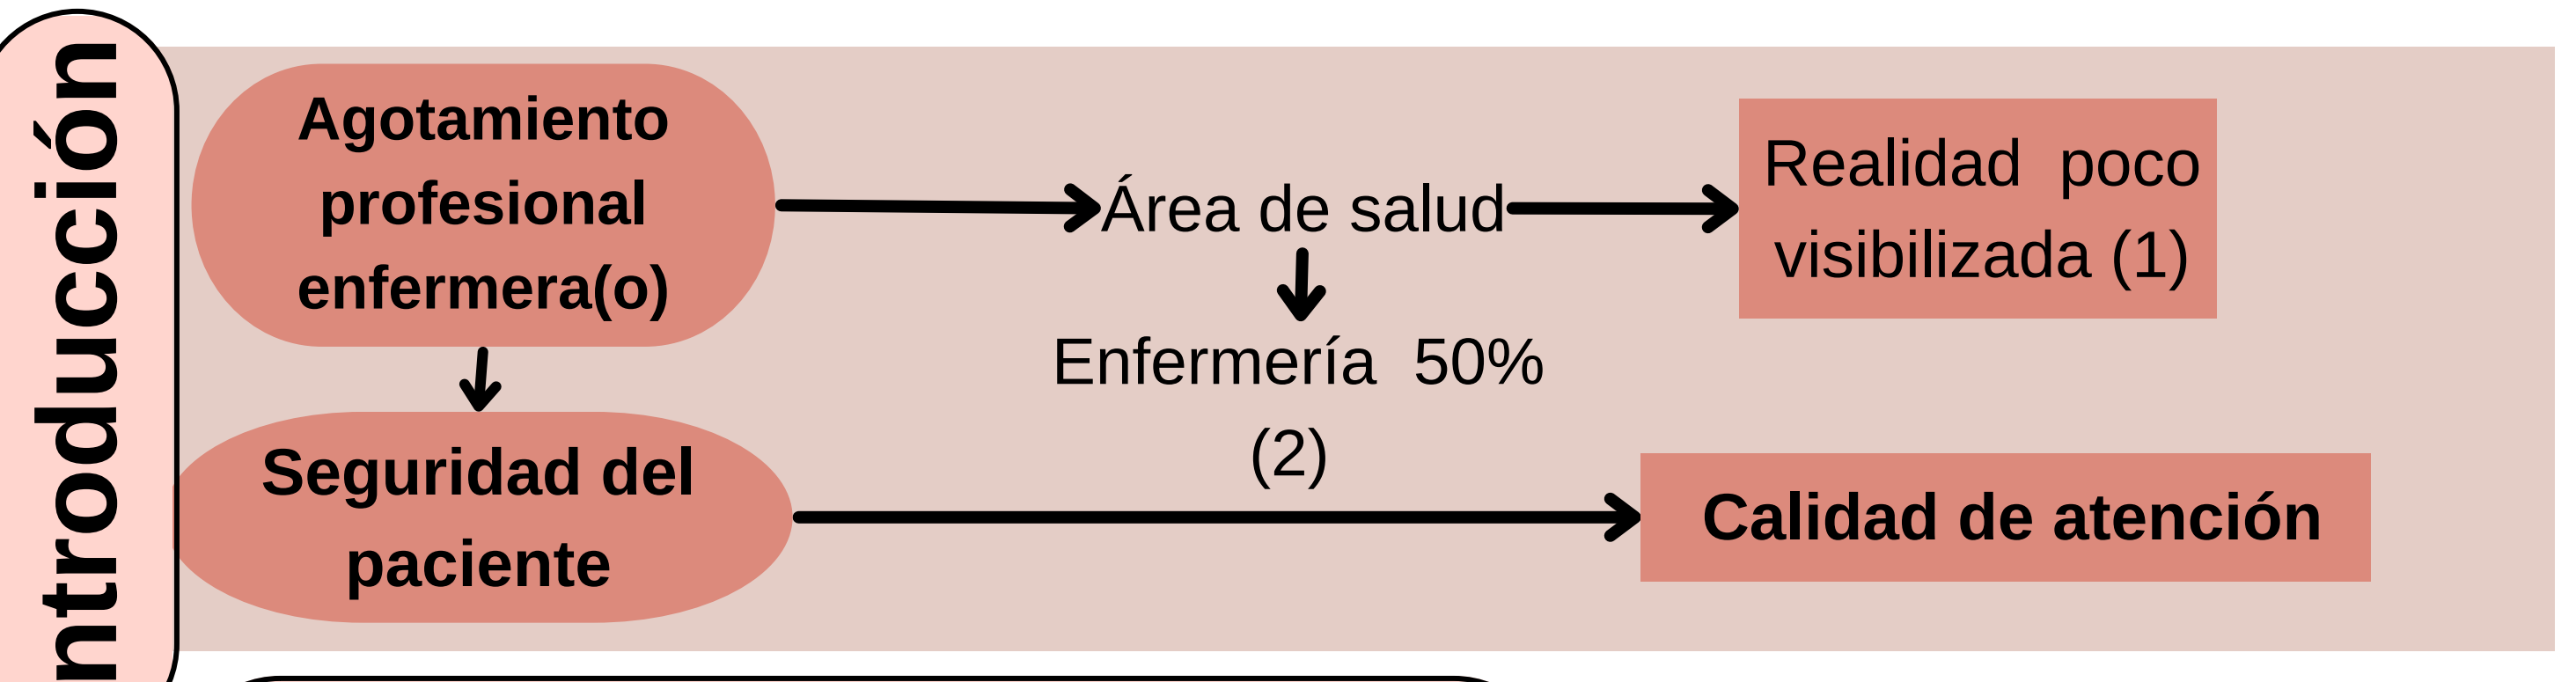 ntroducción
Agotamiento
profesional
enfermera(o)
Área de salud
Realidad poco
visibilizada (1)
Enfermería 50%
(2)
Seguridad del
paciente
Calidad de atención